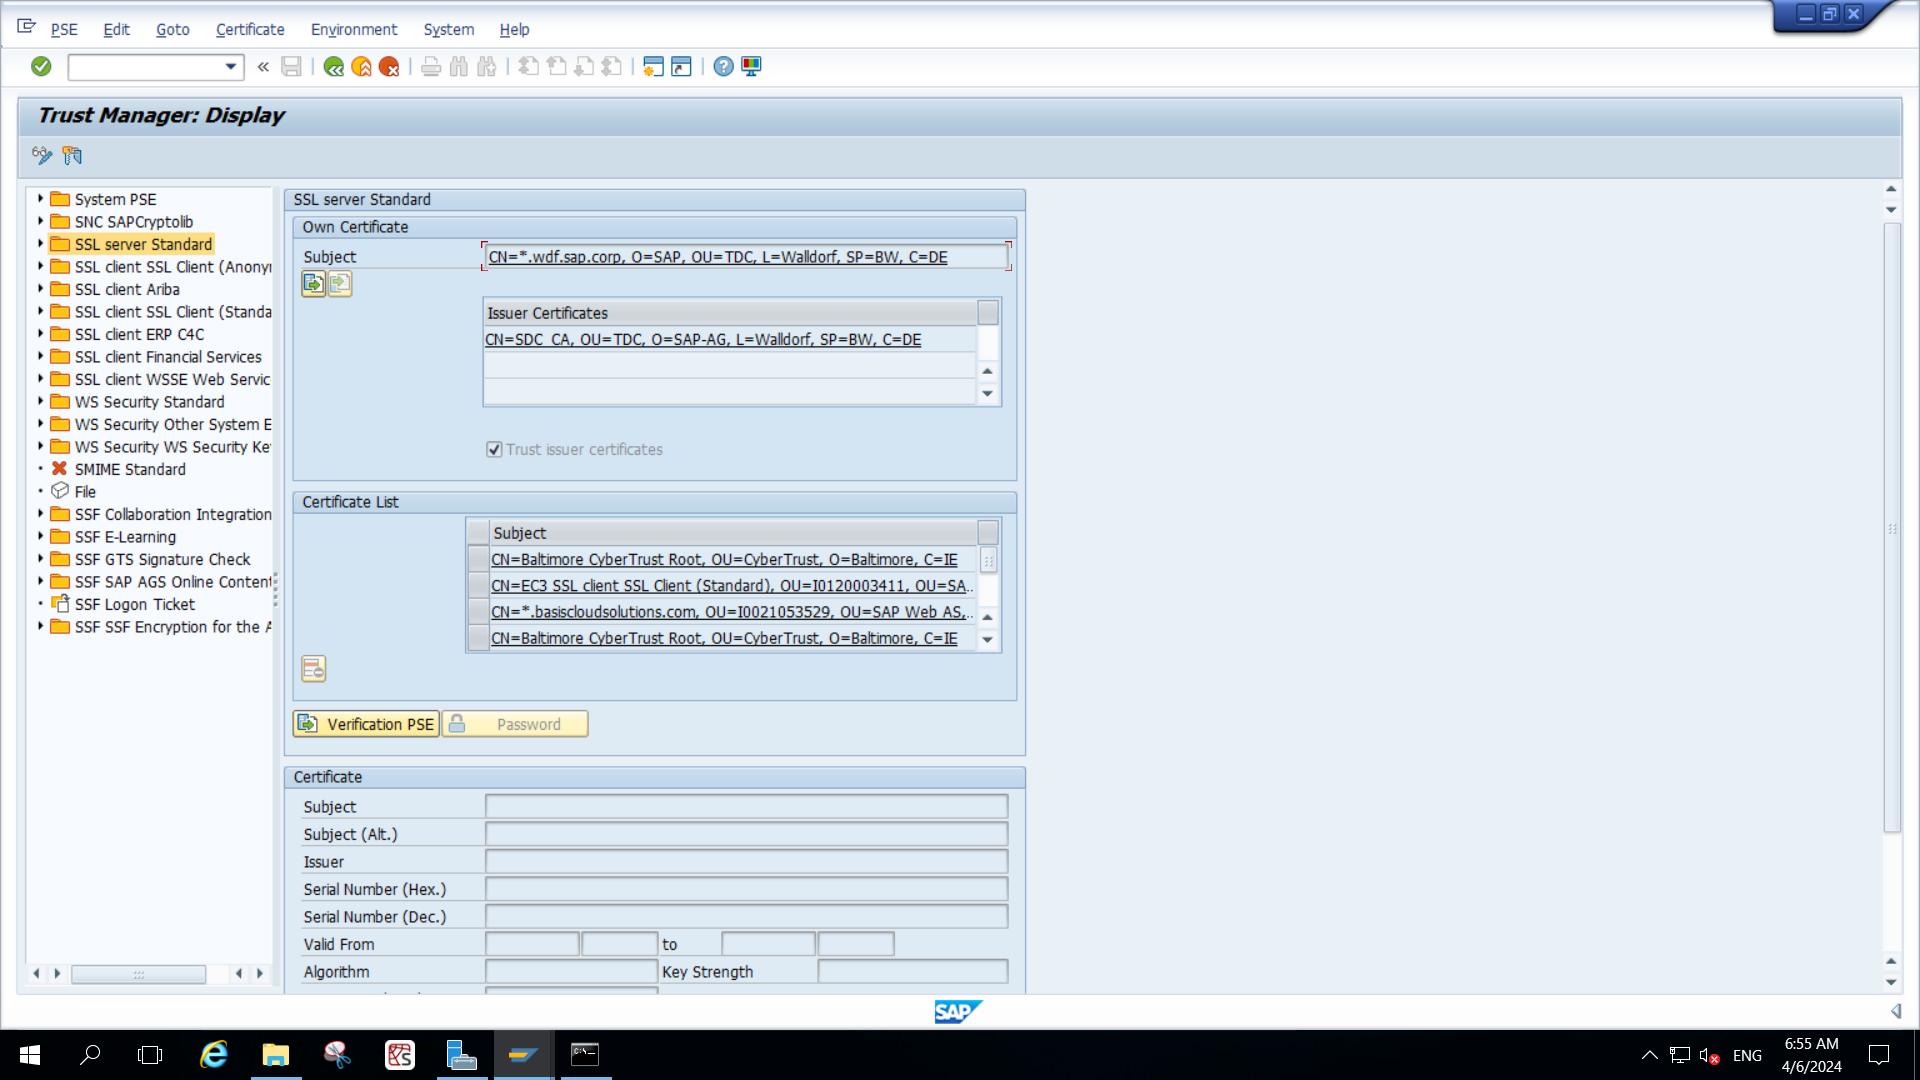 PSE Edit Goto Certificate Environment System Help
Trust Manager: Display
System PSE
SNC SAPCryptolib
SSL server Standard
SSL client SSL Client (Anony
SSL client Ariba
SSL client SSL Client (Standa
SSL client ERP C4C
SSL client Financial Services
SSL client WSSE Web Servic
WS Security Standard
WS Security Other System E
WS Security WS Security Ke
SMIME Standard
File
SSF Collaboration Integration
SSF E-Learning
SSF GTS Signature Check
SSF SAP AGS Online Content
SSF Logon Ticket
SSF SSF Encryption for the A
SSL server Standard
Own Certificate
Subject CN=*.wdf.sap.corp, O=SAP, OU=TDC, L=Walldorf, SP=BW, C=DE
Issuer Certificates
CN=SDC CA, OU=TDC, O=SAP-AG, L=Walldorf, SP=BW, C=DE
Trust issuer certificates
Certificate List
Subject
CN=Baltimore CyberTrust Root, OU=CyberTrust, O=Baltimore, C=IE
CN=EC3 SSL client SSL Client (Standard), OU=I0120003411, OU=SA..
CN=*.basiscloudsolutions.com, OU=I0021053529, OU=SAP Web AS,..
CN=Baltimore CyberTrust Root, OU=CyberTrust, O=Baltimore, C=IE
Verification PSE Password
Certificate
Subject
Subject (Alt.)
Issuer
Serial Number (Hex.)
Serial Number (Dec.)
Valid From to
Algorithm Key Strength
SAP
ENG
6:55 AM
4/6/2024